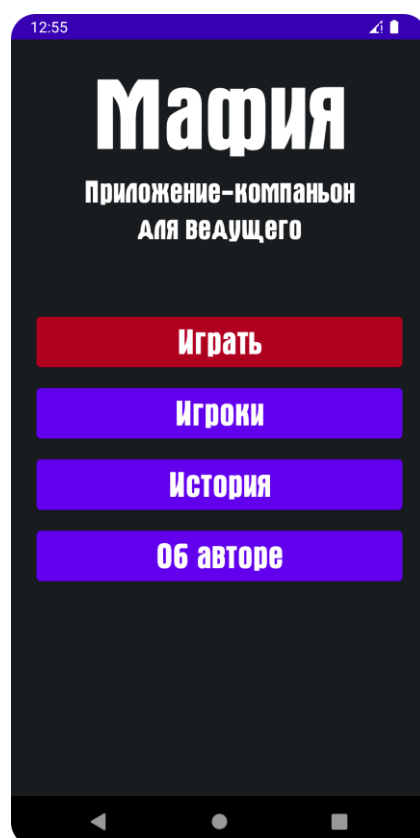 12:55
Мафия
Приложение-компаньон
для ведущего
Играть
Игроки
История
Об авторе